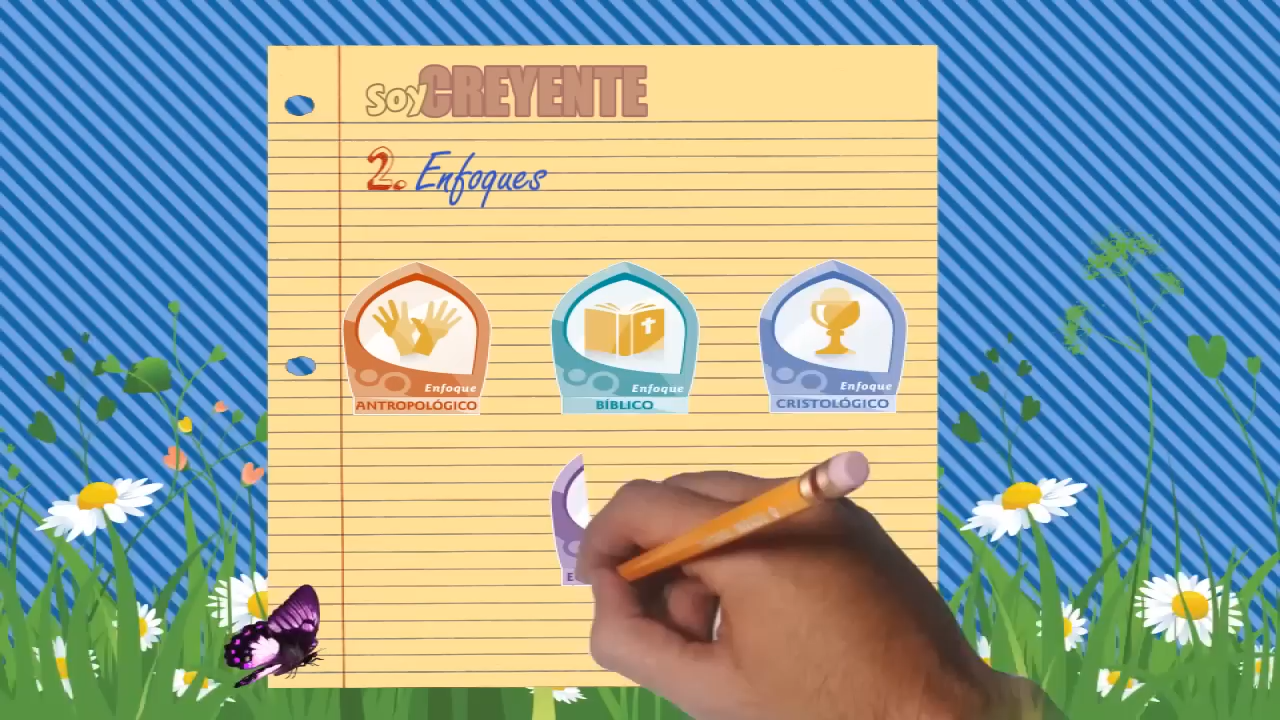 Soy CREYENTE
2. Enfoques
Enfoque
ANTROPOLÓGICO
Enfoque
BÍBLICO
Enfoque
CRISTOLÓGICO